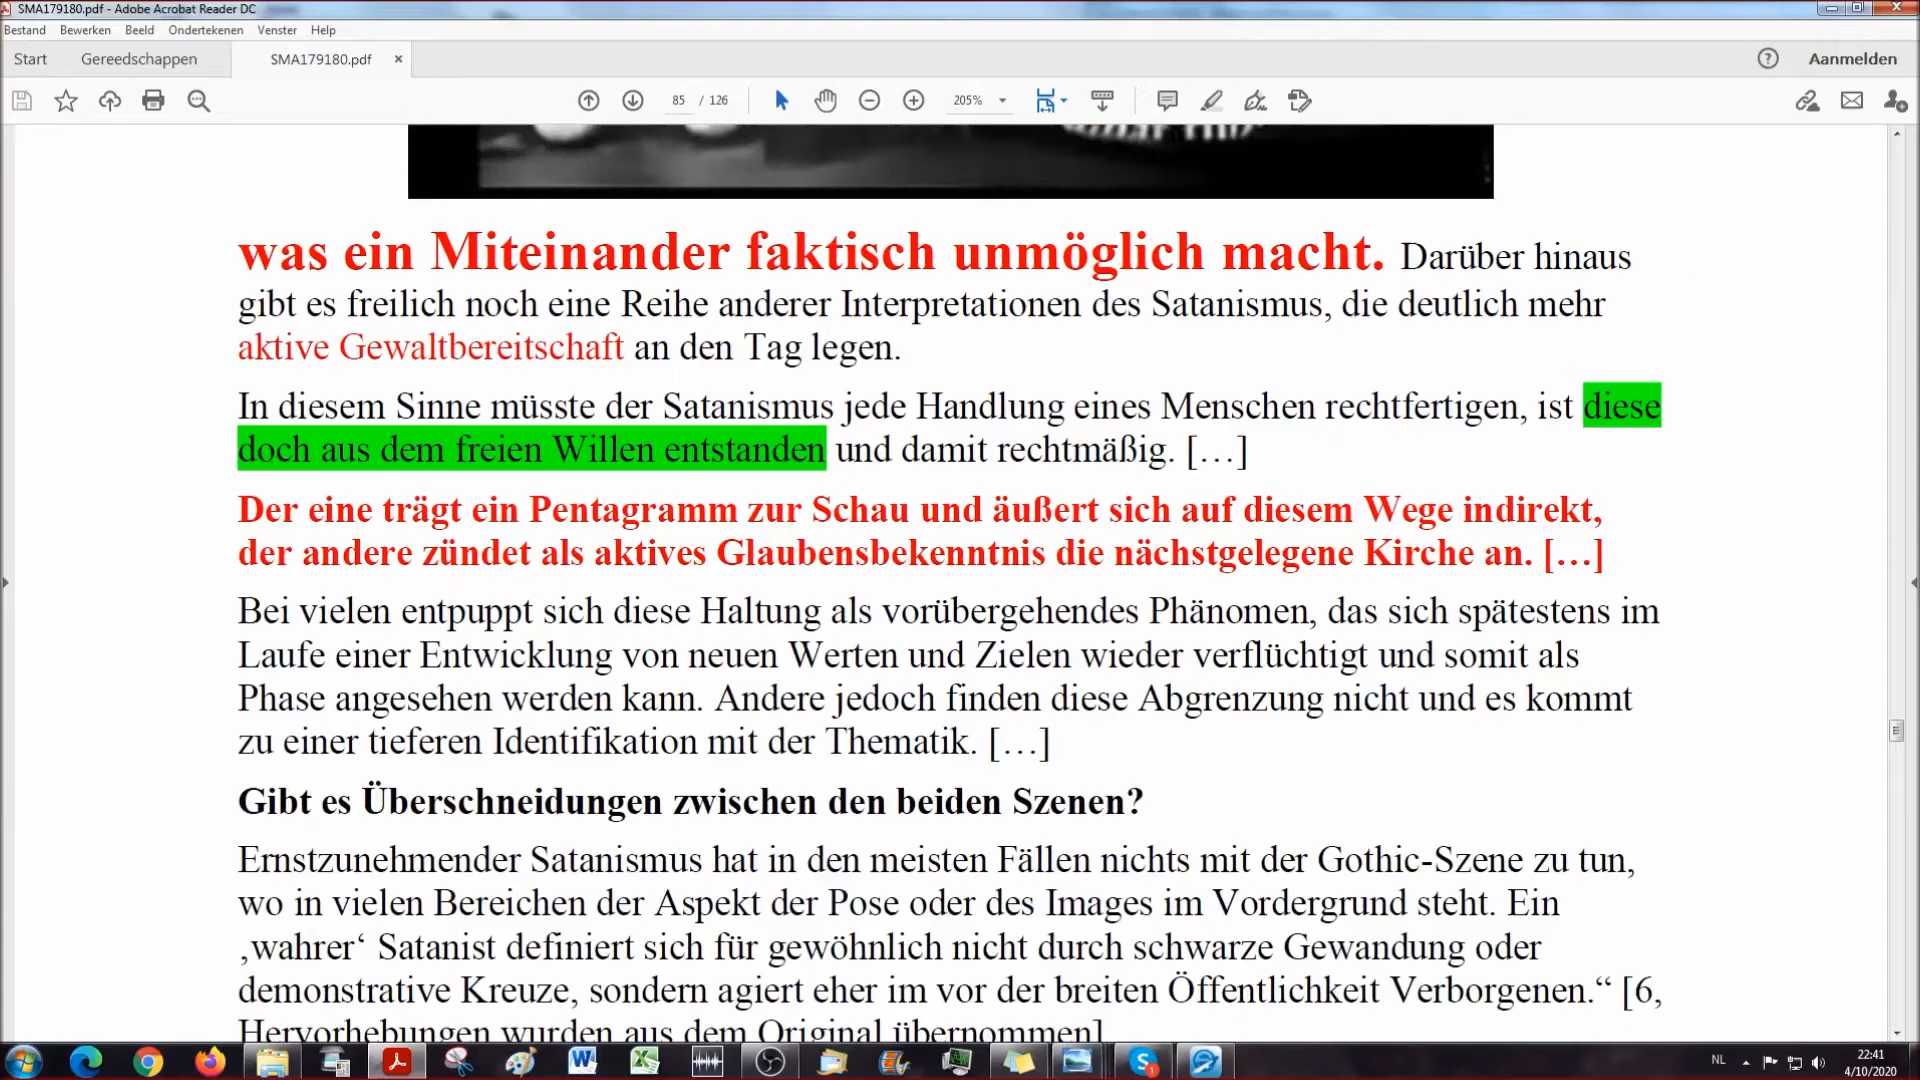 SMA179180.pdf - Adobe Acrobat Reader DC
Bestand Bewerken Beeld Ondertekenen Venster Help
Start Gereedschappen SMA179180.pdf × Aanmelden
85 / 126 205%
was ein Miteinander faktisch unmöglich macht. Darüber hinaus
gibt es freilich noch eine Reihe anderer Interpretationen des Satanismus, die deutlich mehr
aktive Gewaltbereitschaft an den Tag legen.
In diesem Sinne müsste der Satanismus jede Handlung eines Menschen rechtfertigen, ist diese
doch aus dem freien Willen entstanden und damit rechtmäßig. […]
Der eine trägt ein Pentagramm zur Schau und äußert sich auf diesem Wege indirekt,
der andere zündet als aktives Glaubensbekenntnis die nächstgelegene Kirche an. […]
Bei vielen entpuppt sich diese Haltung als vorübergehendes Phänomen, das sich spätestens im
Laufe einer Entwicklung von neuen Werten und Zielen wieder verflüchtigt und somit als
Phase angesehen werden kann. Andere jedoch finden diese Abgrenzung nicht und es kommt
zu einer tieferen Identifikation mit der Thematik. […]
Gibt es Überschneidungen zwischen den beiden Szenen?
Ernstzunehmender Satanismus hat in den meisten Fällen nichts mit der Gothic-Szene zu tun,
wo in vielen Bereichen der Aspekt der Pose oder des Images im Vordergrund steht. Ein
‚wahrer‘ Satanist definiert sich für gewöhnlich nicht durch schwarze Gewandung oder
demonstrative Kreuze, sondern agiert eher im vor der breiten Öffentlichkeit Verborgenen.“ [6,
Hervorhebungen wurden aus dem Original übernommen]
NL 22:41
4/10/2020